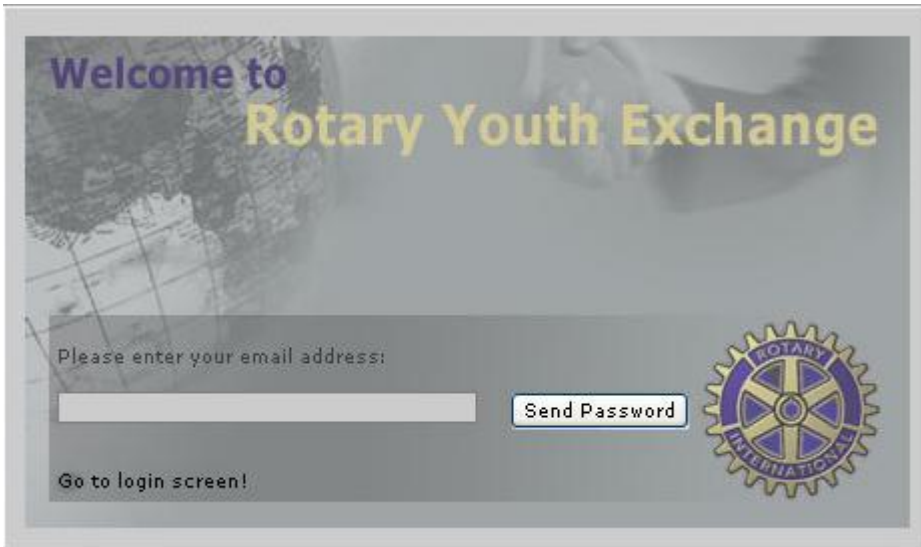 Welcome to
Rotary Youth Exchange
Please enter your email address:
Send Password
Go to login screen!
ROTARY
INTERNATIONAL